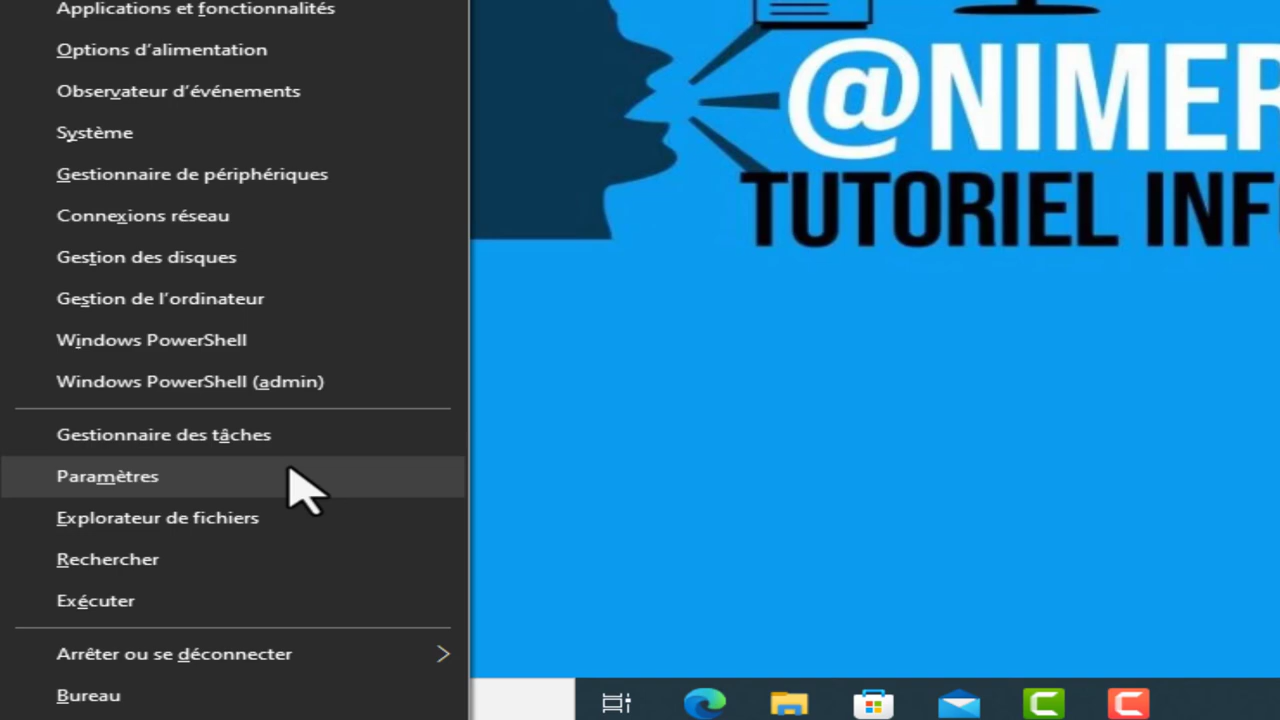 Applications et fonctionnalités
Options d’alimentation
Observateur d’événements
Système
Gestionnaire de périphériques
Connexions réseau
Gestion des disques
Gestion de l’ordinateur
Windows PowerShell
Windows PowerShell (admin)
Gestionnaire des tâches
Paramètres
Explorateur de fichiers
Rechercher
Exécuter
Arrêter ou se déconnecter
Bureau
@NIMER
TUTORIEL INF